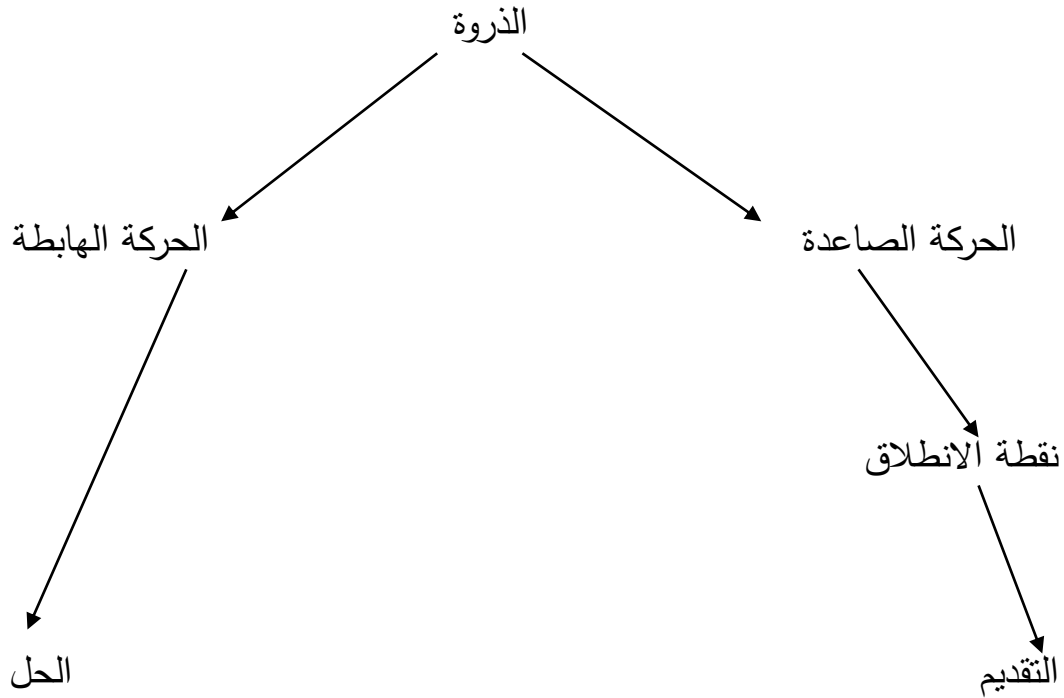 الذروة
الحركة الصاعدة
الحركة الهابطة
نقطة الانطلاق
التقديم
الحل